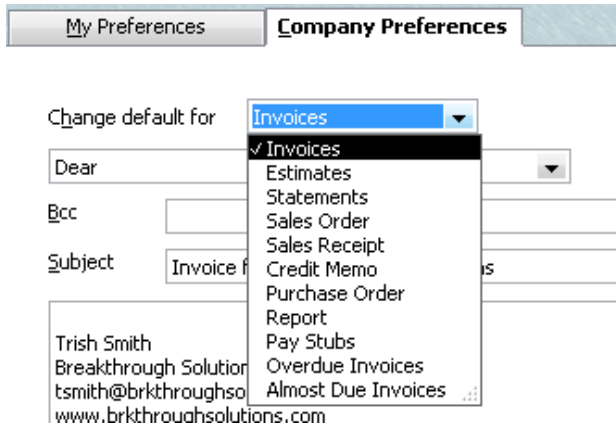 My Preferences
Company Preferences
Change default for
Invoices
✓ Invoices
Dear
Estimates
Statements
Bcc
Sales Order
Sales Receipt
Subject
Invoice
Credit Memo
Purchase Order
Report
Trish Smith
Pay Stubs
Breakthrough
Overdue Invoices
tsmith@brkthroughso
Almost Due Invoices
www.brkthroughsolutions.com